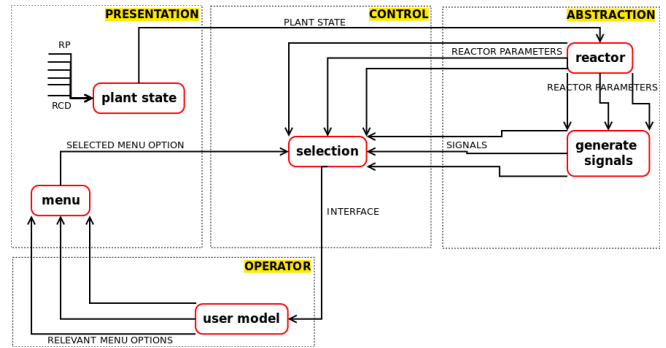 PRESENTATION
CONTROL
ABSTRACTION
PLANT STATE
RP
REACTOR PARAMETERS
reactor
plant state
REACTOR PARAMETERS
RCD
SELECTED MENU OPTION
selection
SIGNALS
generate
signals
menu
INTERFACE
OPERATOR
user model
RELEVANT MENU OPTIONS